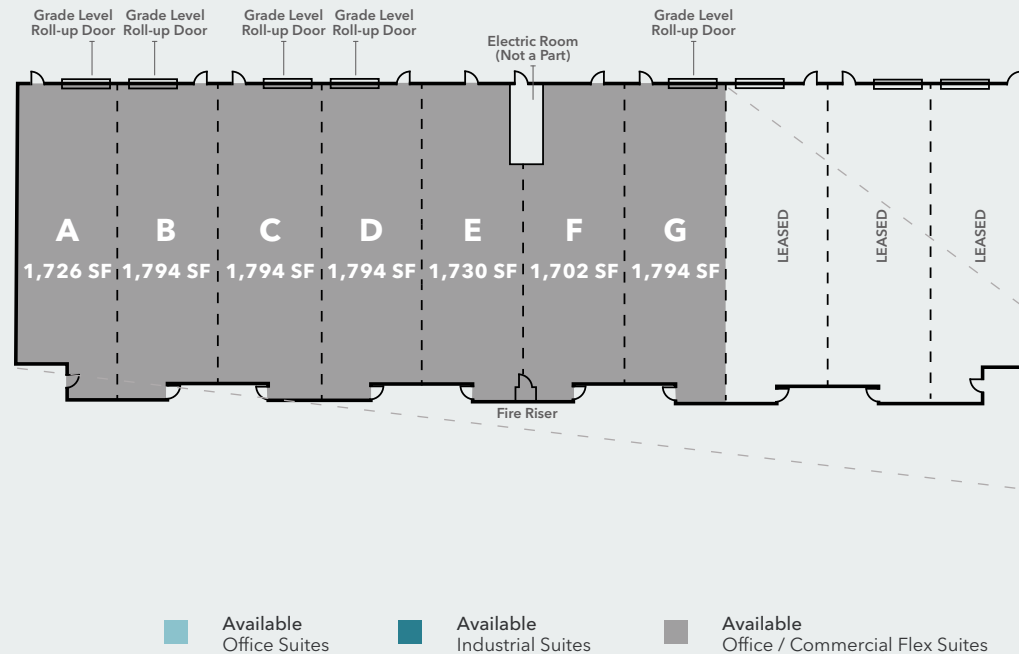 Grade Level
Roll-up Door
Grade Level
Roll-up Door
Grade Level
Roll-up Door
Grade Level
Roll-up Door
Electric Room
(Not a Part)
Grade Level
Roll-up Door
A
1,726 SF
B
1,794 SF
C
1,794 SF
D
1,794 SF
E
1,730 SF
F
1,702 SF
G
1,794 SF
LEASED
LEASED
LEASED
Fire Riser
Available
Office Suites
Available
Industrial Suites
Available
Office / Commercial Flex Suites